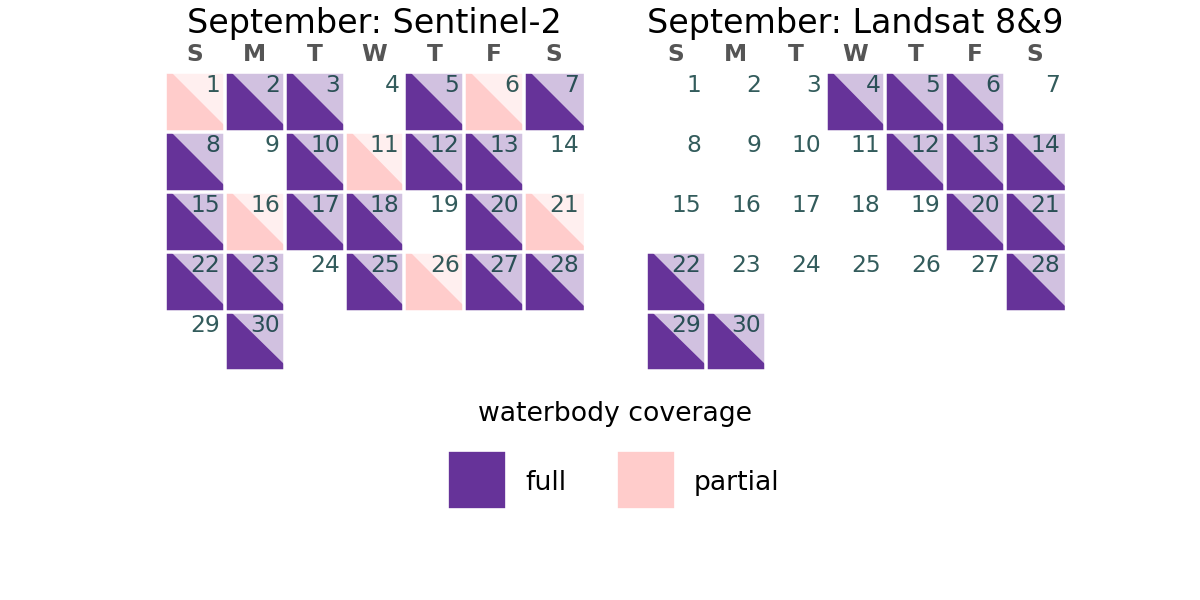 September: Sentinel-2
S M T W T F S
1 2 3 4 5 6 7
8 9 10 11 12 13 14
15 16 17 18 19 20 21
22 23 24 25 26 27 28
29 30
September: Landsat 8&9
S M T W T F S
1 2 3 4 5 6 7
8 9 10 11 12 13 14
15 16 17 18 19 20 21
22 23 24 25 26 27 28
29 30
waterbody coverage
full partial